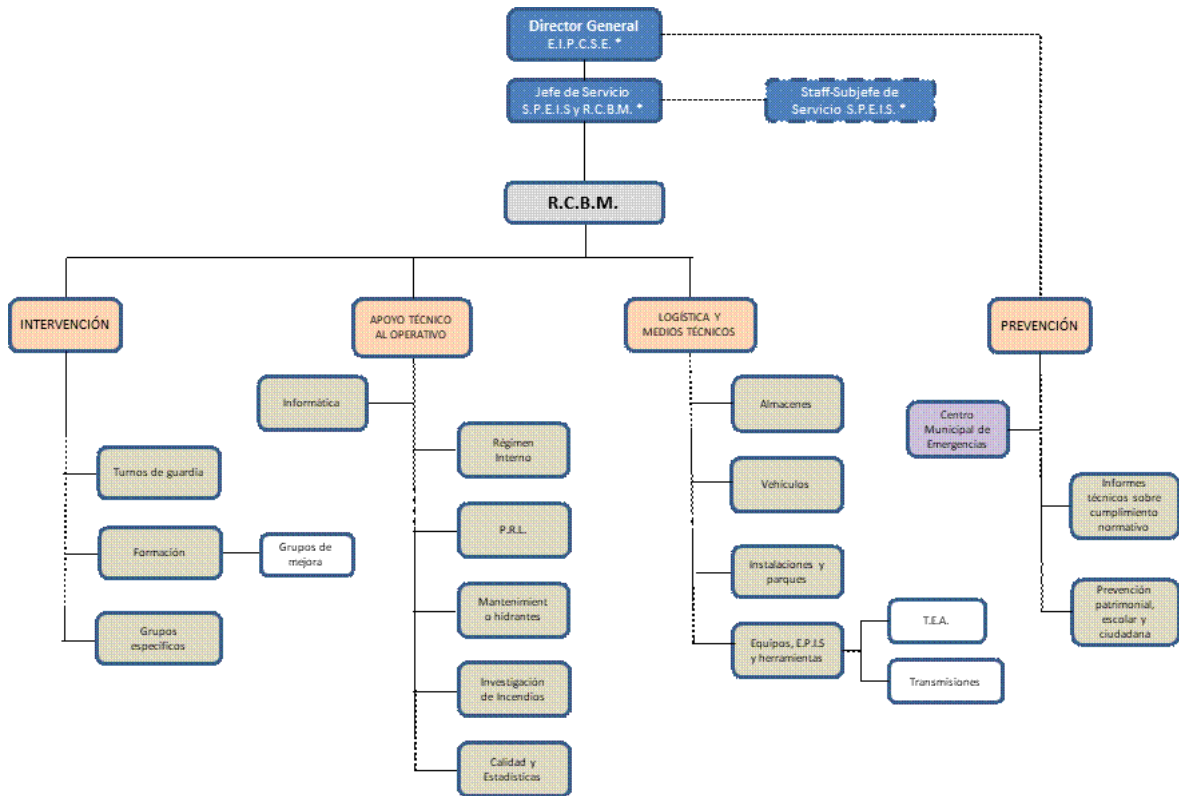 Director General
E.I.P.C.S.E. *
Jefe de Servicio
S.P.E.I.S y R.C.B.M. *
Staff-Subjefe de
Servicio S.P.E.I.S. *
R.C.B.M.
INTERVENCIÓN
APOYO TÉCNICO
AL OPERATIVO
LOGÍSTICA Y
MEDIOS TÉCNICOS
PREVENCIÓN
Turnos de guardia
Formación
Grupos de
mejora
Grupos
específicos
Informática
Régimen
Interno
P.R.L.
Mantenimient
o hidrantes
Investigación
de Incendios
Calidad y
Estadísticas
Almacenes
Vehículos
Instalaciones y
parques
Equipos, E.P.I.S
y herramientas
T.E.A.
Transmisiones
Centro
Municipal de
Emergencias
Informes
técnicos sobre
cumplimiento
normativo
Prevención
patrimonial,
escolar y
ciudadana